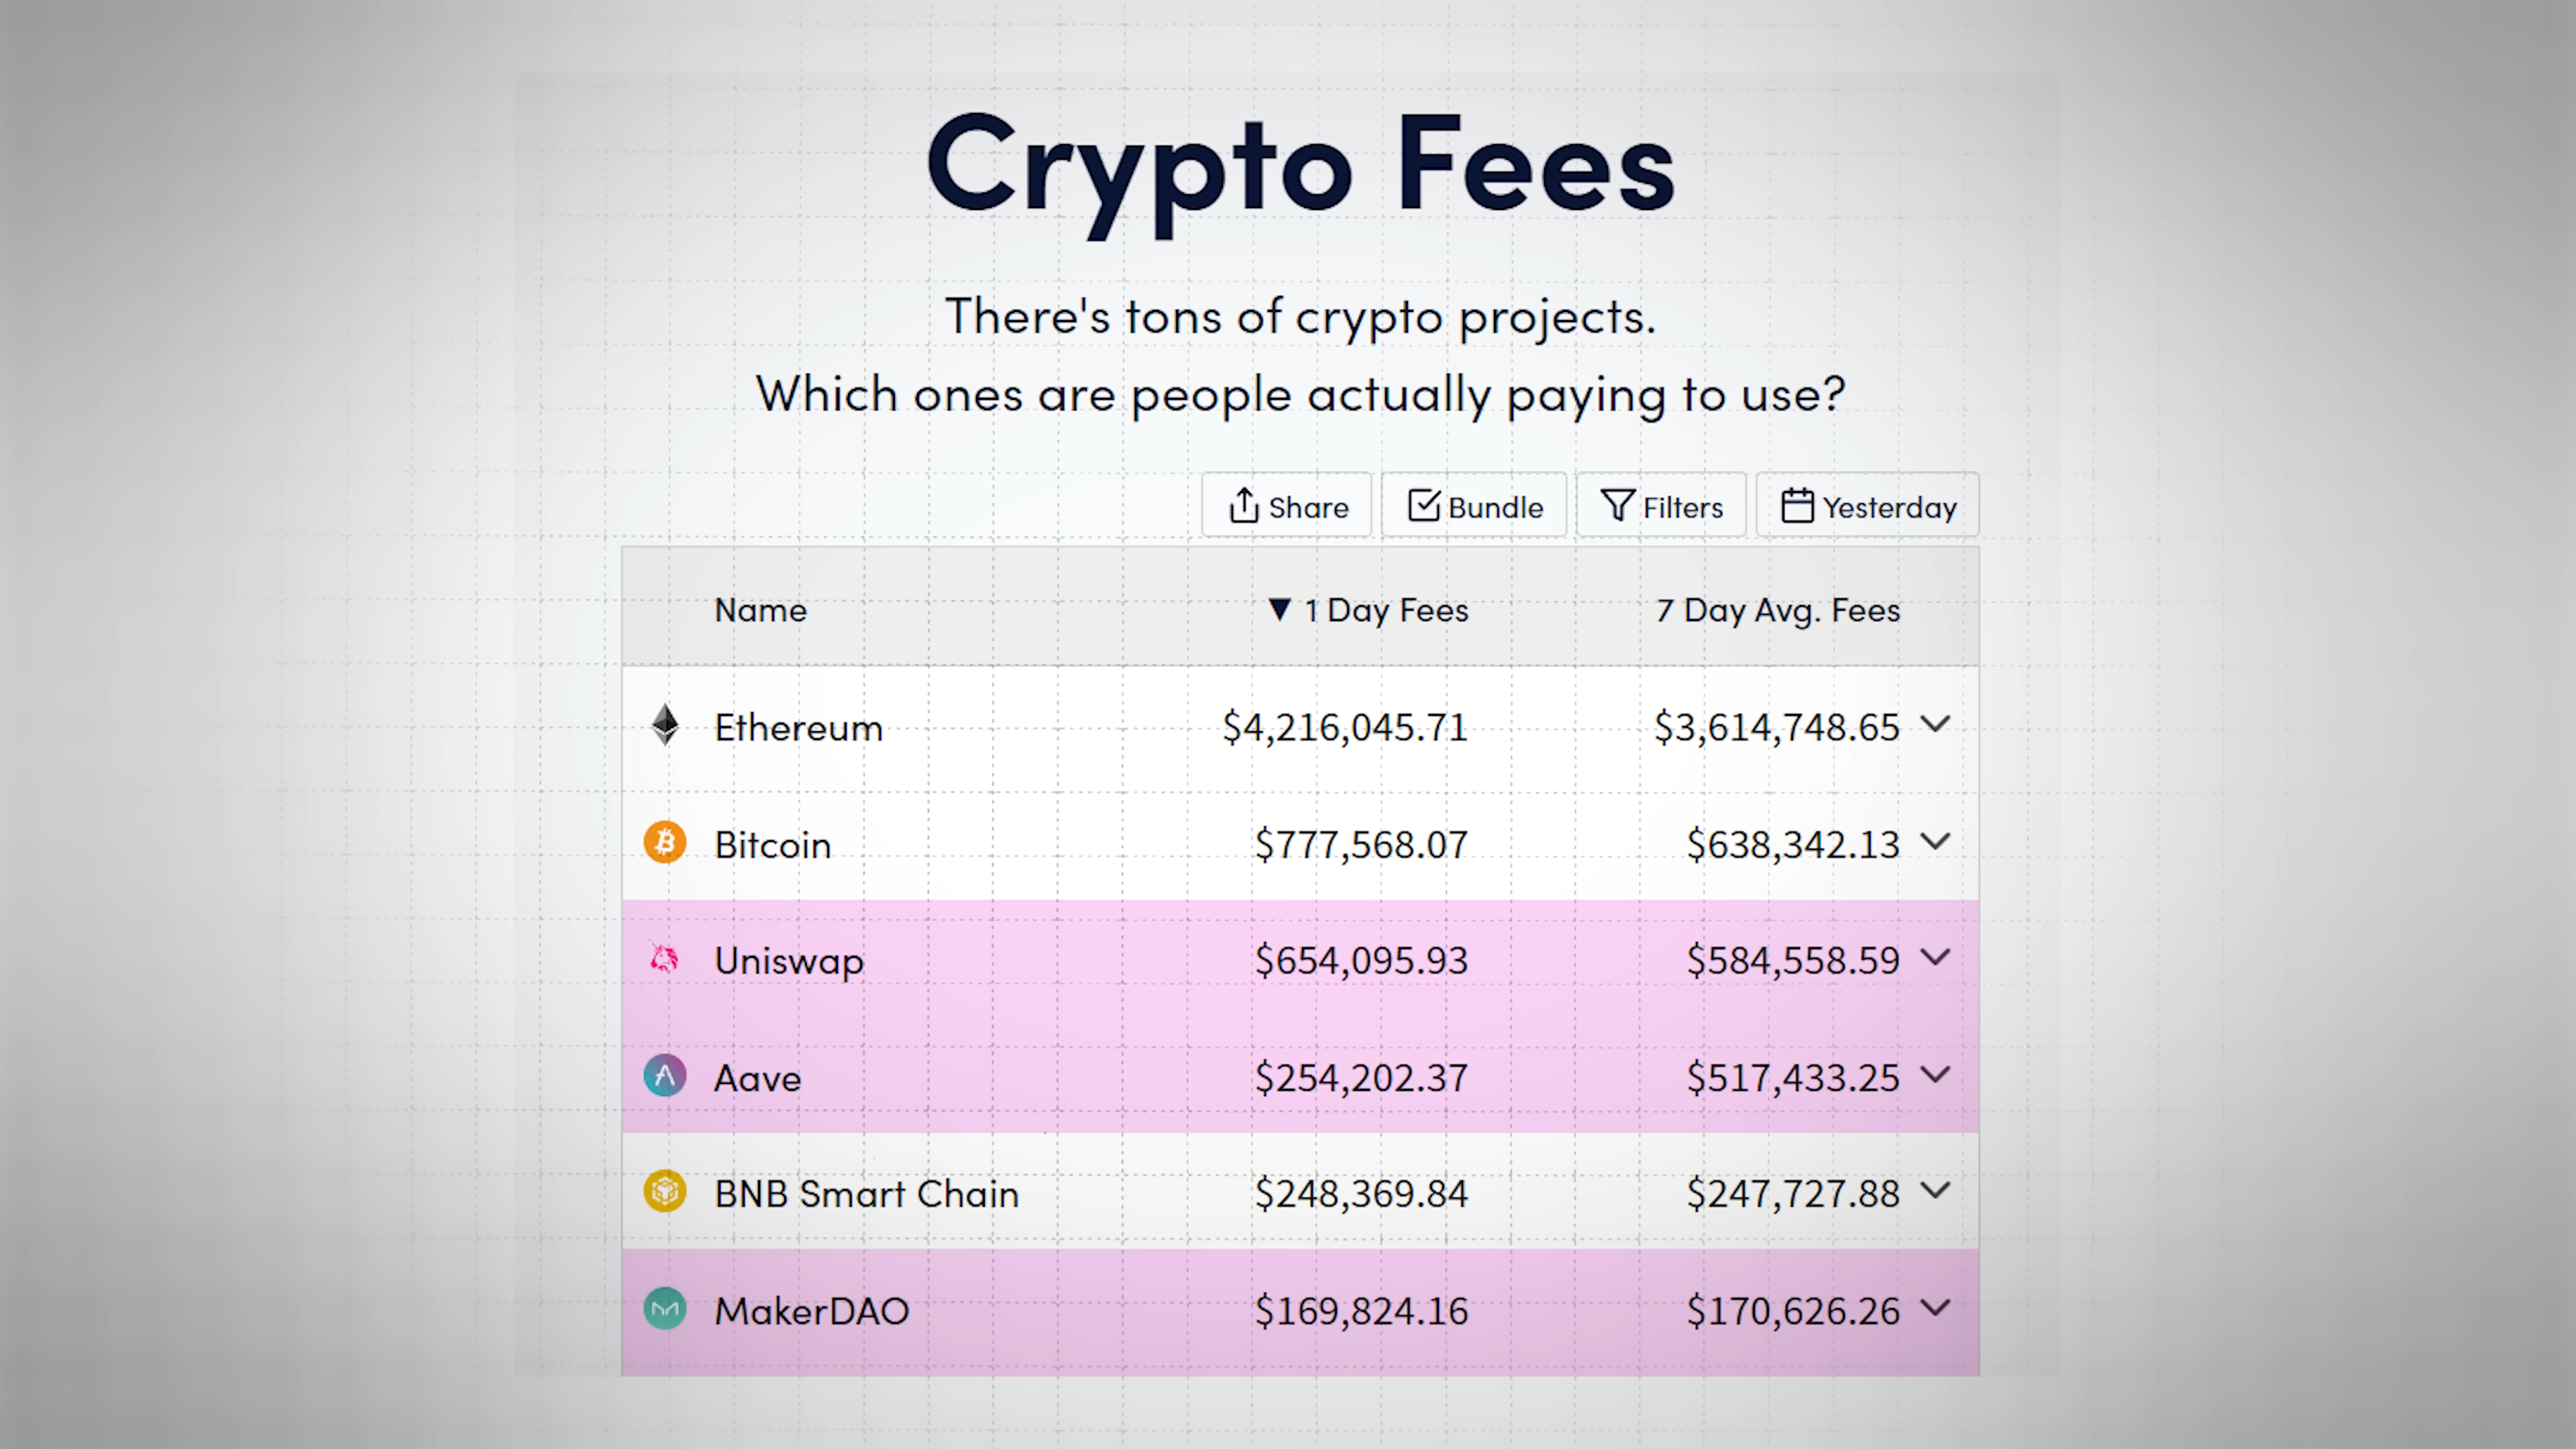 Crypto Fees
There's tons of crypto projects.
Which ones are people actually paying to use?
Share Bundle Filters Yesterday
Name ▼ 1 Day Fees 7 Day Avg. Fees
Ethereum $4,216,045.71 $3,614,748.65
Bitcoin $777,568.07 $638,342.13
Uniswap $654,095.93 $584,558.59
Aave $254,202.37 $517,433.25
BNB Smart Chain $248,369.84 $247,727.88
MakerDAO $169,824.16 $170,626.26